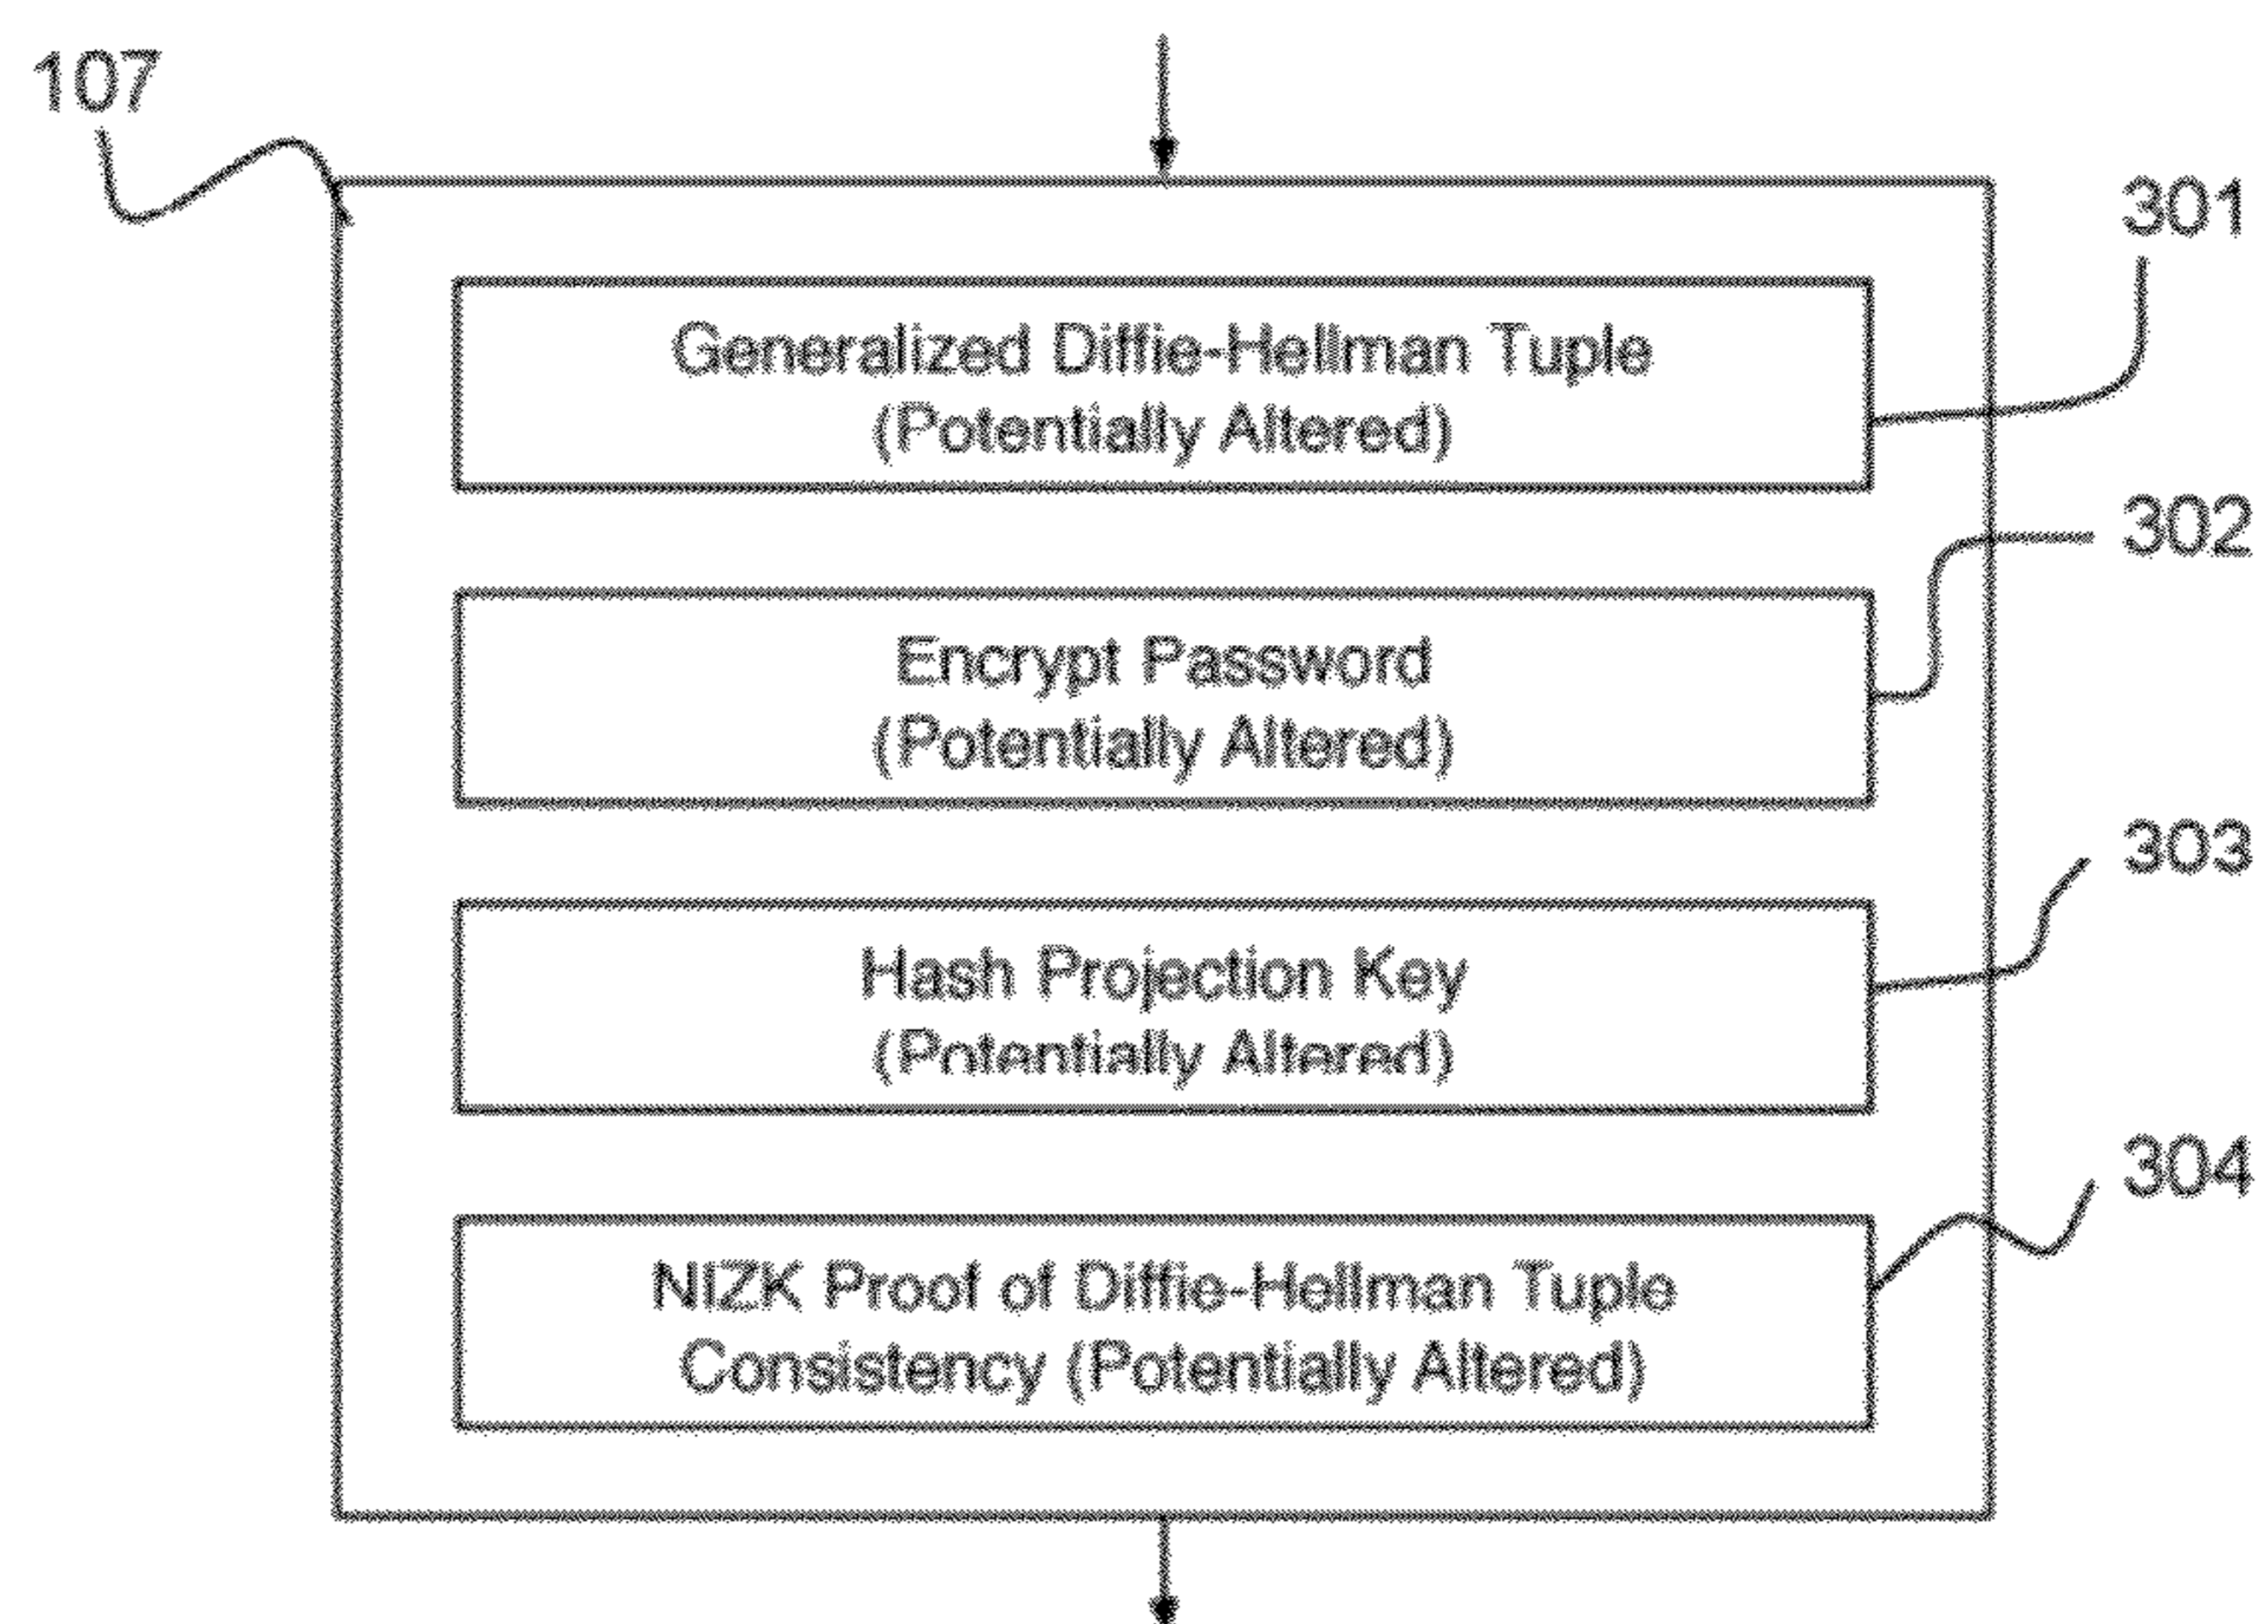 107
301
Generalized Diffie-Hellman Tuple
(Potentially Altered)
302
Encrypt Password
(Potentially Altered)
303
Hash Projection Key
(Potentially Altered)
304
NIZK Proof of Diffie-Hellman Tuple
Consistency (Potentially Altered)